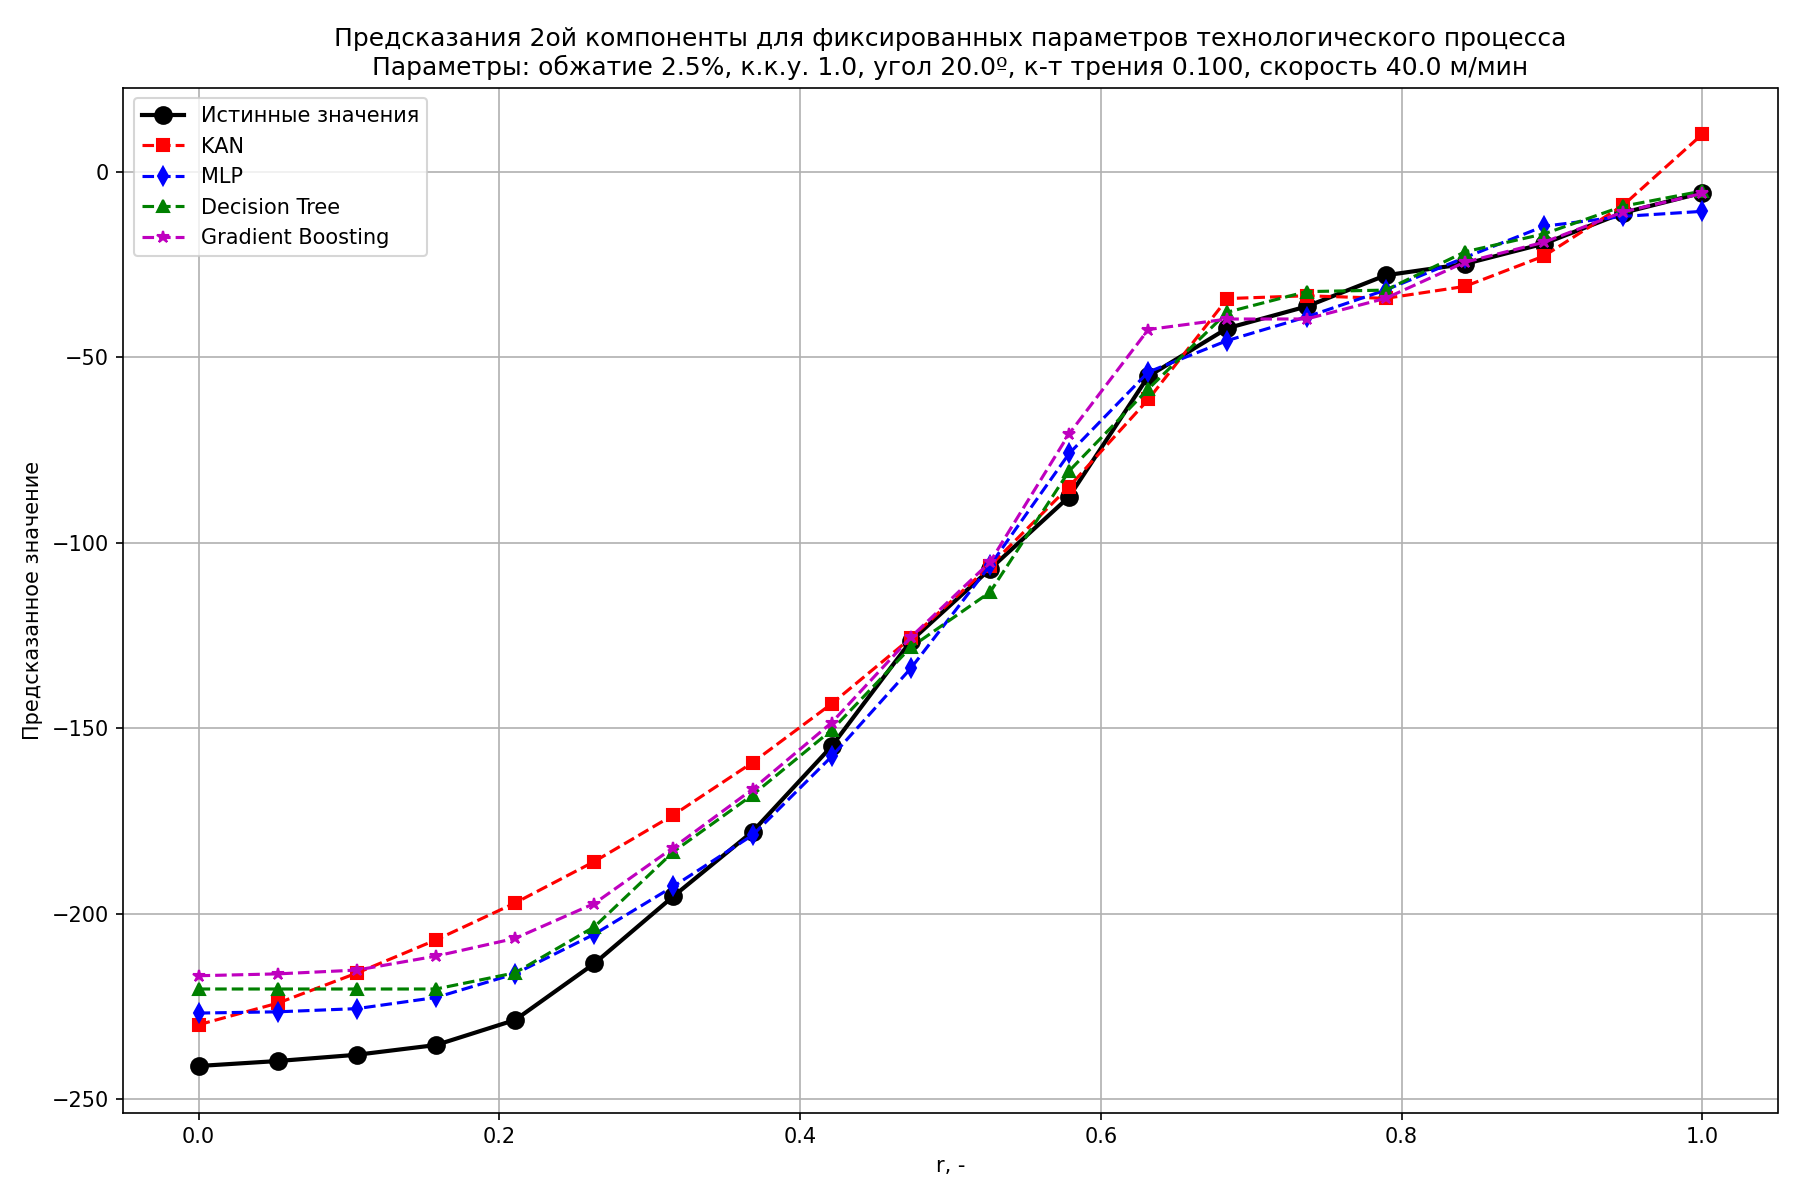 Предсказания 2ой компоненты для фиксированных параметров технологического процесса
Параметры: обжатие 2.5%, к.к.у. 1.0, угол 20.0º, к-т трения 0.100, скорость 40.0 м/мин
Истинные значения
KAN
MLP
Decision Tree
Gradient Boosting
Предсказанное значение
0
−50
−100
−150
−200
−250
0.0 0.2 0.4 0.6 0.8 1.0
r, -